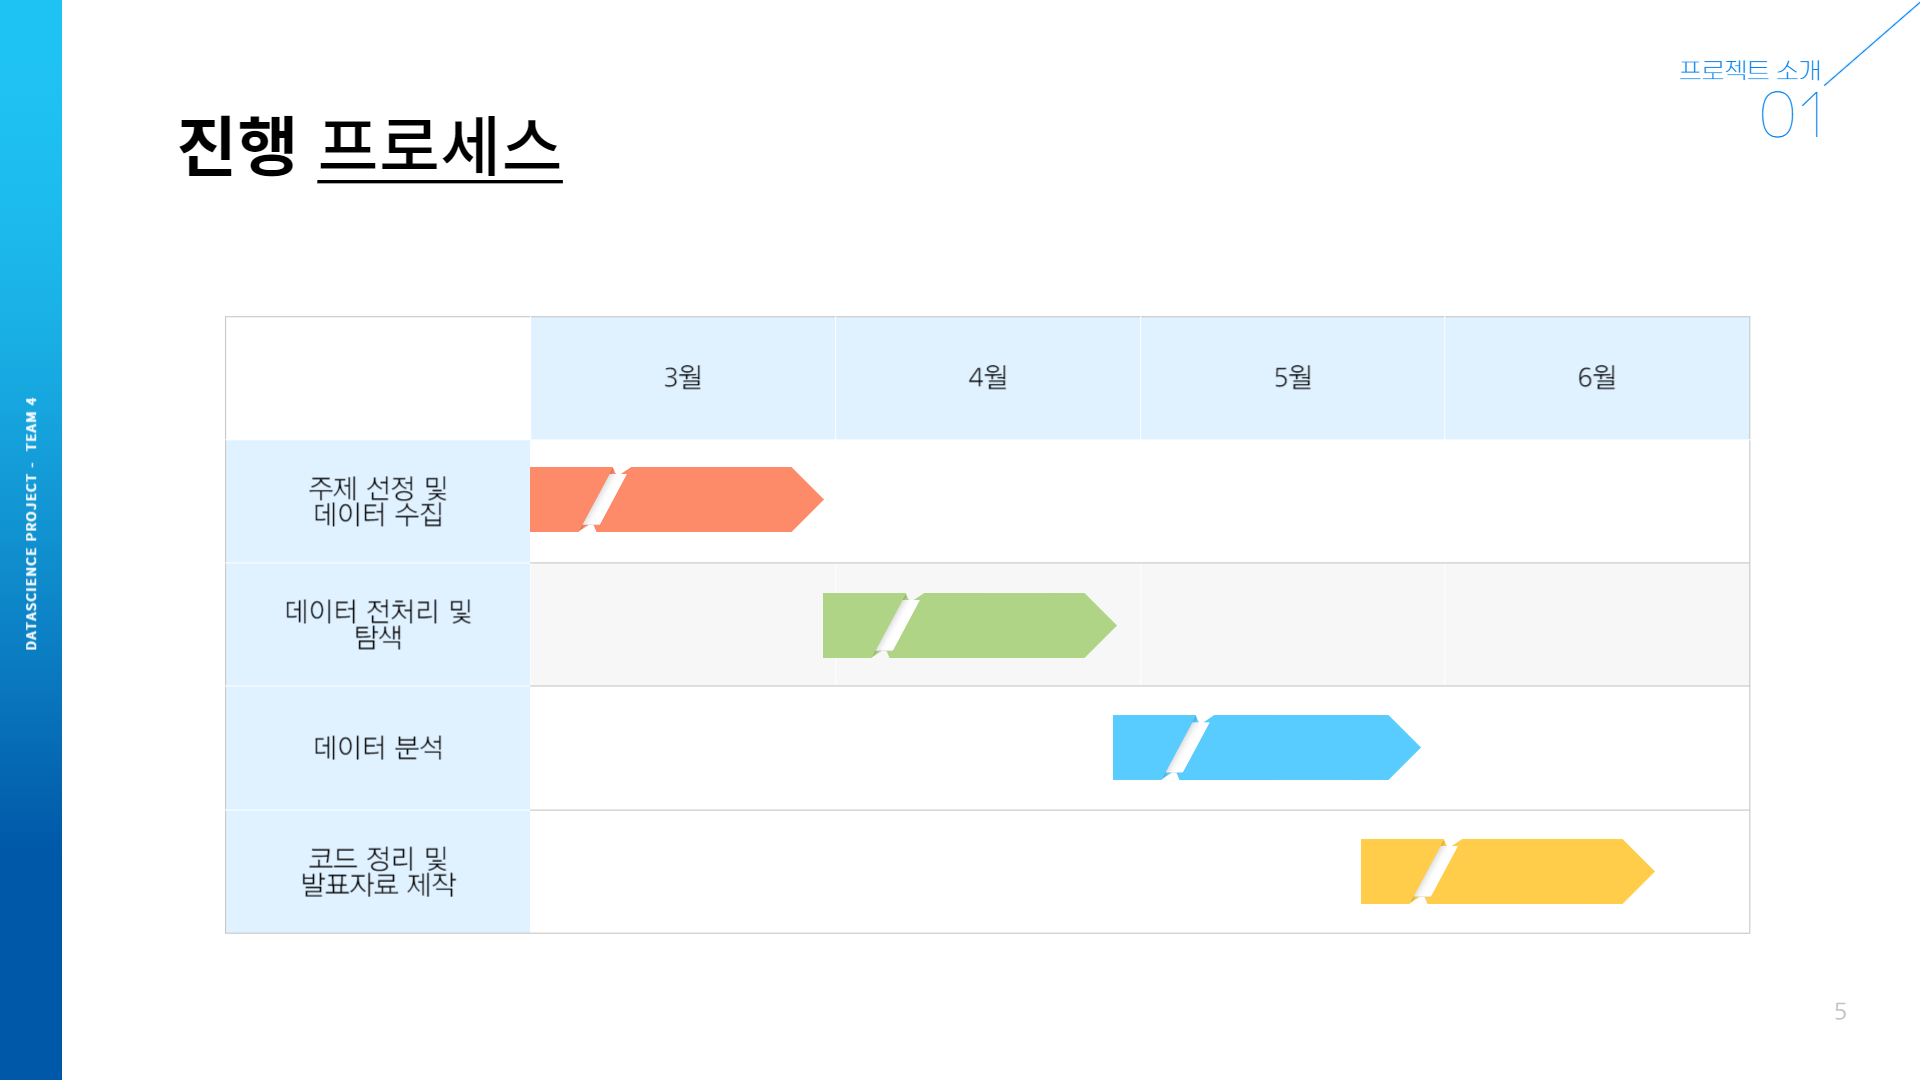 프로젝트 소개
01
진행 프로세스
3월 4월 5월 6월
주제 선정 및
데이터 수집
데이터 전처리 및
탐색
데이터 분석
코드 정리 및
발표자료 제작
DATASCIENCE PROJECT - TEAM 4
5